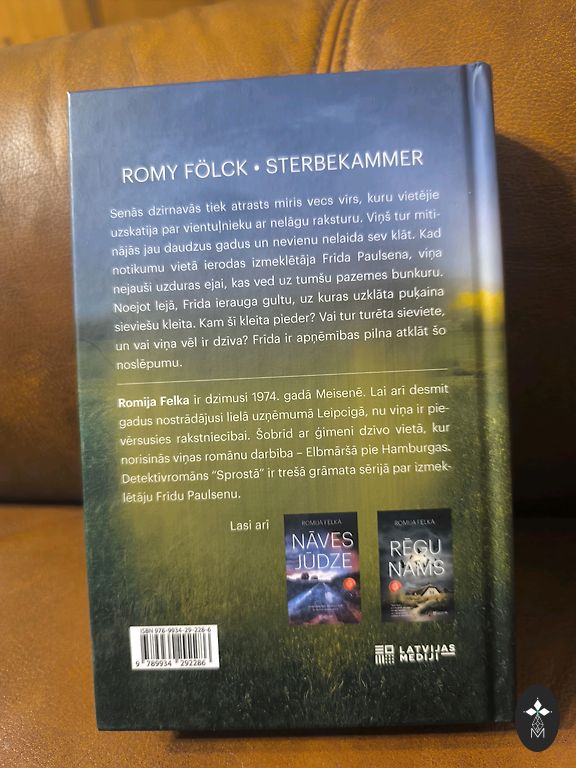 ROMY FÖLCK • STERBEKAMMER
Senās dzirnavās tiek atrasts miris vecs vīrs, kuru vietējie
uzskatīja par vientuļnieku ar nelāgu raksturu. Viņš tur miti-
nājās jau daudzus gadus un nevienu nelaida sev klāt. Kad
notikumu vietā ierodas izmeklētāja Frida Paulsena, viņa
nejauši uzduras ejai, kas ved uz tumšu pazemes bunkuru.
Noejot lejā, Frida ierauga gultu, uz kuras uzklāta puķaina
sieviešu kleita. Kam šī kleita pieder? Vai tur turēta sieviete,
un vai viņa vēl ir dzīva? Frida ir apņēmības pilna atklāt šo
noslēpumu.
Romija Felka ir dzimusi 1974. gadā Meisenē. Lai arī desmit
gadus nostrādājusi lielā uzņēmumā Leipcigā, nu viņa ir pie-
vērsusies rakstniecībai. Šobrīd ar ģimeni dzīvo vietā, kur
norisinās viņas romānu darbība – Elbmāršā pie Hamburgas.
Detektīvromāns “Sprostā” ir trešā grāmata sērijā par izmek-
lētāju Fridu Paulsenu.
Lasi arī
ROMIJA FELKA
NĀVES
JŪDZE
ROMIJA FELKA
RĒGU
NAMS
ISBN 978-9934-29-228-6
9 789934 292286
LATVIJAS
MEDIJI
M